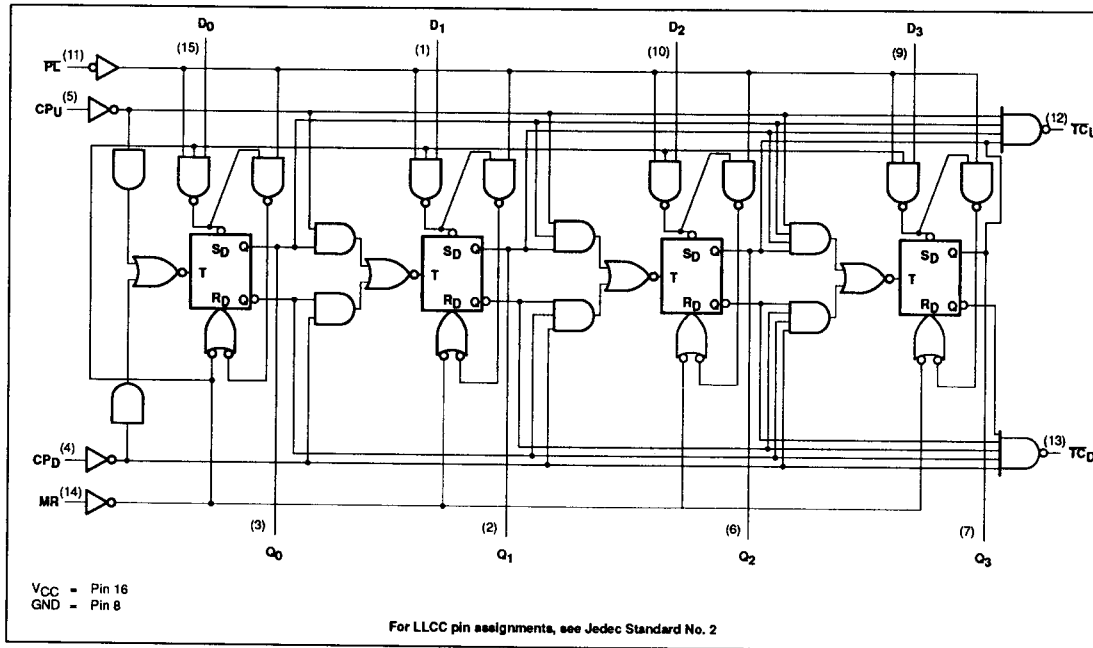 D0 D1 D2 D3
(15) (1) (10) (9)
PL (11)
CPU (5)
(12) TCU
SD Q SD Q SD Q SD Q
T T T T
RD Q RD Q RD Q RD Q
CPD (4)
(13) TCD
MR (14)
(3) (2) (6) (7)
Q0 Q1 Q2 Q3
VCC = Pin 16
GND = Pin 8
For LLCC pin assignments, see Jedec Standard No. 2